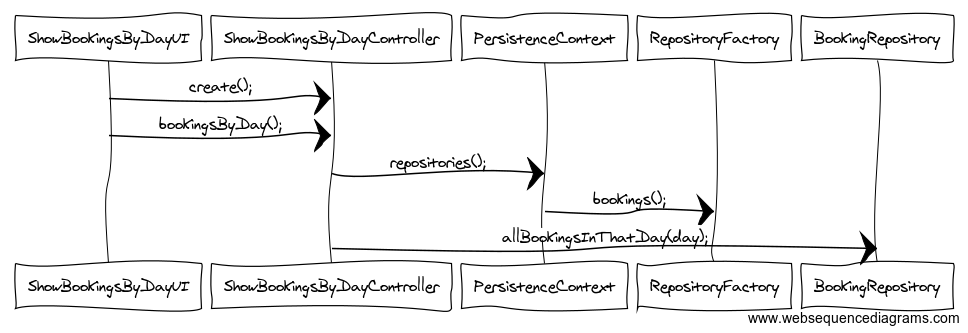 ShowBookingsByDayUI
ShowBookingsByDayController
PersistenceContext
RepositoryFactory
BookingRepository
create();
bookingsByDay();
repositories();
bookings();
allBookingsInThatDay(day);
ShowBookingsByDayUI
ShowBookingsByDayController
PersistenceContext
RepositoryFactory
BookingRepository
www.websequencediagrams.com